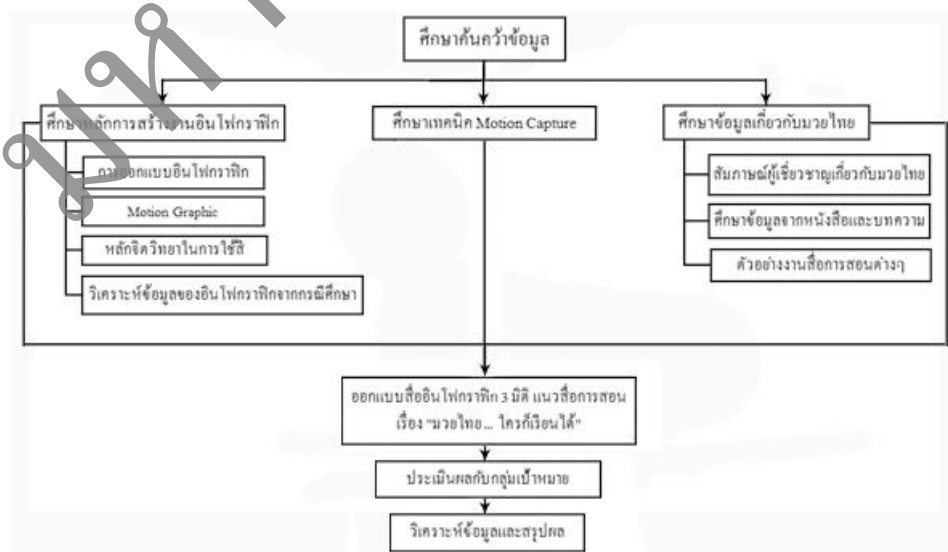 ศึกษาค้นคว้าข้อมูล
ศึกษาหลักการสร้างงานอินโฟกราฟิก
การออกแบบอินโฟกราฟิก
Motion Graphic
หลักจิตวิทยาในการใช้สี
วิเคราะห์ข้อมูลของอินโฟกราฟิกจากกรณีศึกษา
ศึกษาเทคนิค Motion Capture
ศึกษาข้อมูลเกี่ยวกับมวยไทย
สัมภาษณ์ผู้เชี่ยวชาญเกี่ยวกับมวยไทย
ศึกษาข้อมูลจากหนังสือและบทความ
ตัวอย่างงานสื่อการสอนต่างๆ
ออกแบบสื่ออินโฟกราฟิก 3 มิติ แนวสื่อการสอน
เรื่อง "มวยไทย... ใครก็เรียนได้"
ประเมินผลกับกลุ่มเป้าหมาย
วิเคราะห์ข้อมูลและสรุปผล